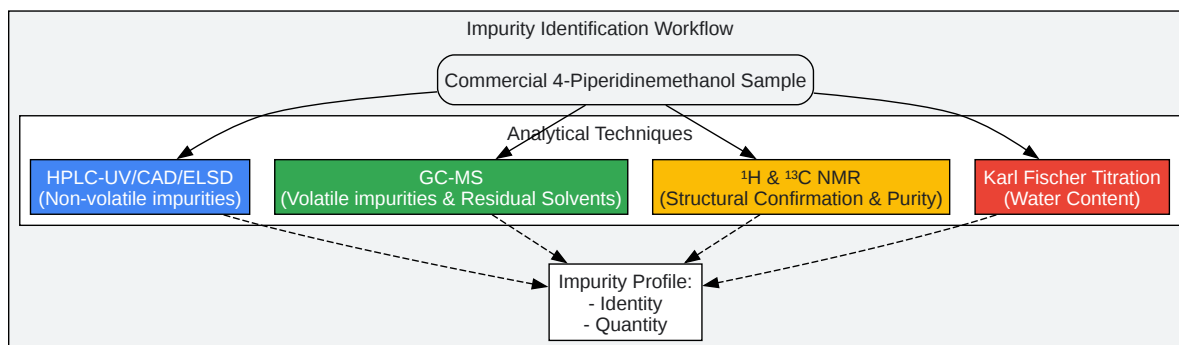 Impurity Identification Workflow
Commercial 4-Piperidinemethanol Sample
Analytical Techniques
HPLC-UV/CAD/ELSD
(Non-volatile impurities)
GC-MS
(Volatile impurities & Residual Solvents)
¹H & ¹³C NMR
(Structural Confirmation & Purity)
Karl Fischer Titration
(Water Content)
Impurity Profile:
- Identity
- Quantity